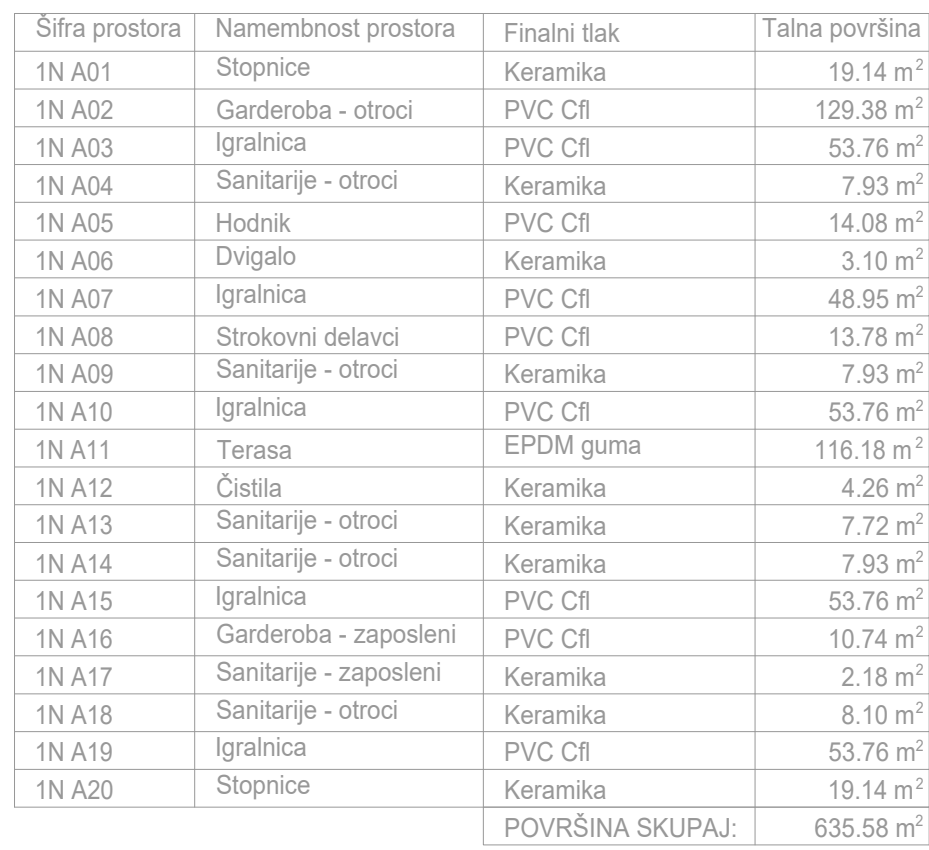 Šifra prostora Namembnost prostora Finalni tlak Talna površina
1N A01 Stopnice Keramika 19.14 m²
1N A02 Garderoba - otroci PVC Cfl 129.38 m²
1N A03 Igralnica PVC Cfl 53.76 m²
1N A04 Sanitarije - otroci Keramika 7.93 m²
1N A05 Hodnik PVC Cfl 14.08 m²
1N A06 Dvigalo Keramika 3.10 m²
1N A07 Igralnica PVC Cfl 48.95 m²
1N A08 Strokovni delavci PVC Cfl 13.78 m²
1N A09 Sanitarije - otroci Keramika 7.93 m²
1N A10 Igralnica PVC Cfl 53.76 m²
1N A11 Terasa EPDM guma 116.18 m²
1N A12 Čistila Keramika 4.26 m²
1N A13 Sanitarije - otroci Keramika 7.72 m²
1N A14 Sanitarije - otroci Keramika 7.93 m²
1N A15 Igralnica PVC Cfl 53.76 m²
1N A16 Garderoba - zaposleni PVC Cfl 10.74 m²
1N A17 Sanitarije - zaposleni Keramika 2.18 m²
1N A18 Sanitarije - otroci Keramika 8.10 m²
1N A19 Igralnica PVC Cfl 53.76 m²
1N A20 Stopnice Keramika 19.14 m²
POVRŠINA SKUPAJ: 635.58 m²